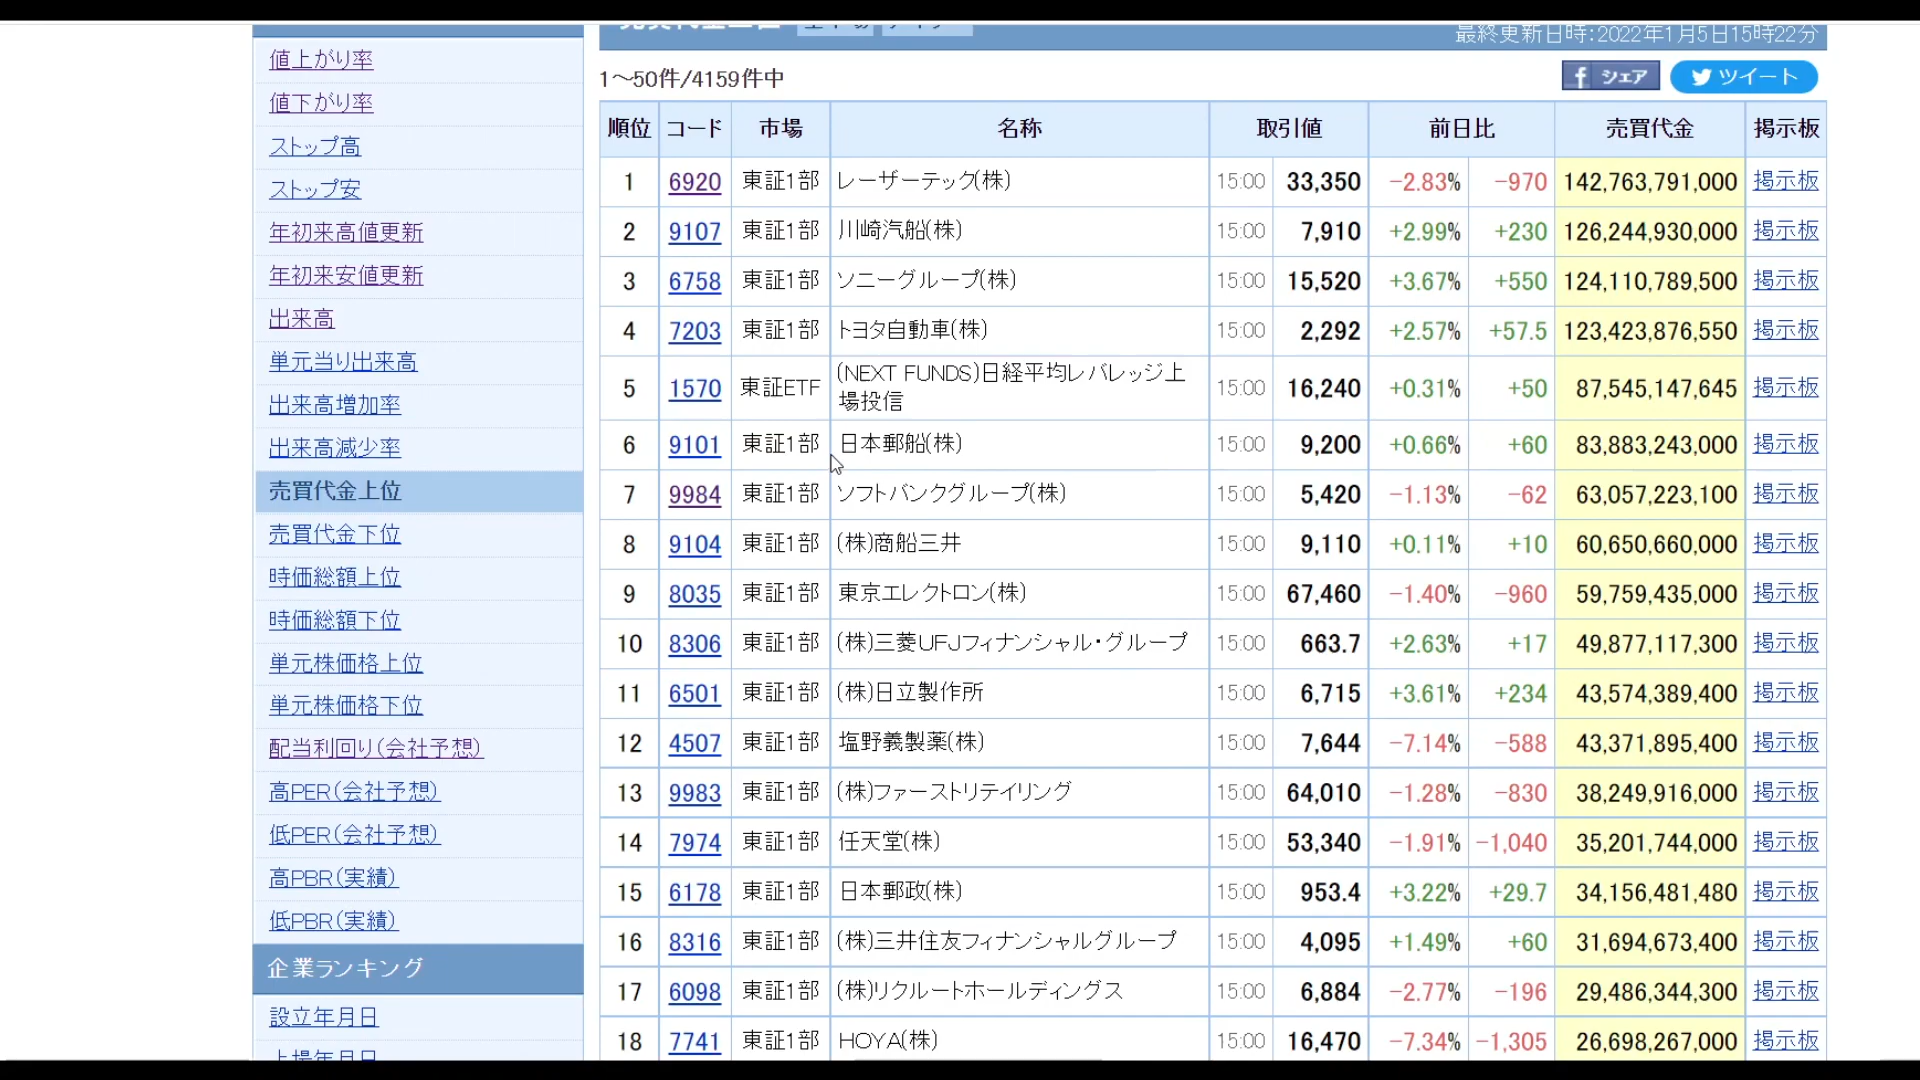 最終更新日時:2022年1月5日15時22分
値上がり率
値下がり率
ストップ高
ストップ安
年初来高値更新
年初来安値更新
出来高
単元当り出来高
出来高増加率
出来高減少率
売買代金上位
売買代金下位
時価総額上位
時価総額下位
単元株価格上位
単元株価格下位
配当利回り(会社予想)
高PER(会社予想)
低PER(会社予想)
高PBR(実績)
低PBR(実績)
企業ランキング
設立年月日
上場年月日
1〜50件/4159件中
シェア
ツイート
順位 コード 市場 名称 取引値 前日比 売買代金 掲示板
1 6920 東証1部 レーザーテック(株) 15:00 33,350 -2.83% -970 142,763,791,000 掲示板
2 9107 東証1部 川崎汽船(株) 15:00 7,910 +2.99% +230 126,244,930,000 掲示板
3 6758 東証1部 ソニーグループ(株) 15:00 15,520 +3.67% +550 124,110,789,500 掲示板
4 7203 東証1部 トヨタ自動車(株) 15:00 2,292 +2.57% +57.5 123,423,876,550 掲示板
5 1570 東証ETF (NEXT FUNDS)日経平均レバレッジ上
場投信 15:00 16,240 +0.31% +50 87,545,147,645 掲示板
6 9101 東証1部 日本郵船(株) 15:00 9,200 +0.66% +60 83,883,243,000 掲示板
7 9984 東証1部 ソフトバンクグループ(株) 15:00 5,420 -1.13% -62 63,057,223,100 掲示板
8 9104 東証1部 (株)商船三井 15:00 9,110 +0.11% +10 60,650,660,000 掲示板
9 8035 東証1部 東京エレクトロン(株) 15:00 67,460 -1.40% -960 59,759,435,000 掲示板
10 8306 東証1部 (株)三菱UFJフィナンシャル・グループ 15:00 663.7 +2.63% +17 49,877,117,300 掲示板
11 6501 東証1部 (株)日立製作所 15:00 6,715 +3.61% +234 43,574,389,400 掲示板
12 4507 東証1部 塩野義製薬(株) 15:00 7,644 -7.14% -588 43,371,895,400 掲示板
13 9983 東証1部 (株)ファーストリテイリング 15:00 64,010 -1.28% -830 38,249,916,000 掲示板
14 7974 東証1部 任天堂(株) 15:00 53,340 -1.91% -1,040 35,201,744,000 掲示板
15 6178 東証1部 日本郵政(株) 15:00 953.4 +3.22% +29.7 34,156,481,480 掲示板
16 8316 東証1部 (株)三井住友フィナンシャルグループ 15:00 4,095 +1.49% +60 31,694,673,400 掲示板
17 6098 東証1部 (株)リクルートホールディングス 15:00 6,884 -2.77% -196 29,486,344,300 掲示板
18 7741 東証1部 HOYA(株) 15:00 16,470 -7.34% -1,305 26,698,267,000 掲示板